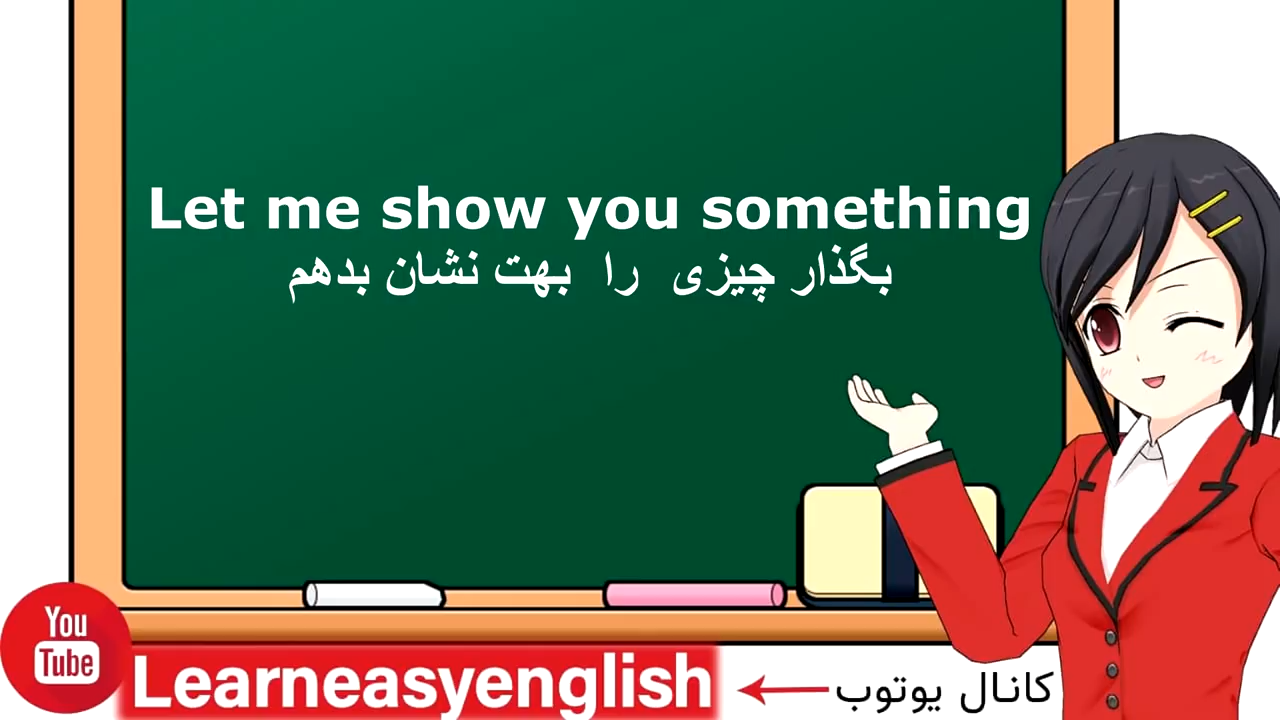 Let me show you something
بگذار چیزی را بهت نشان بدهم
You
Tube
Learneasyenglish
کانال یوتوب